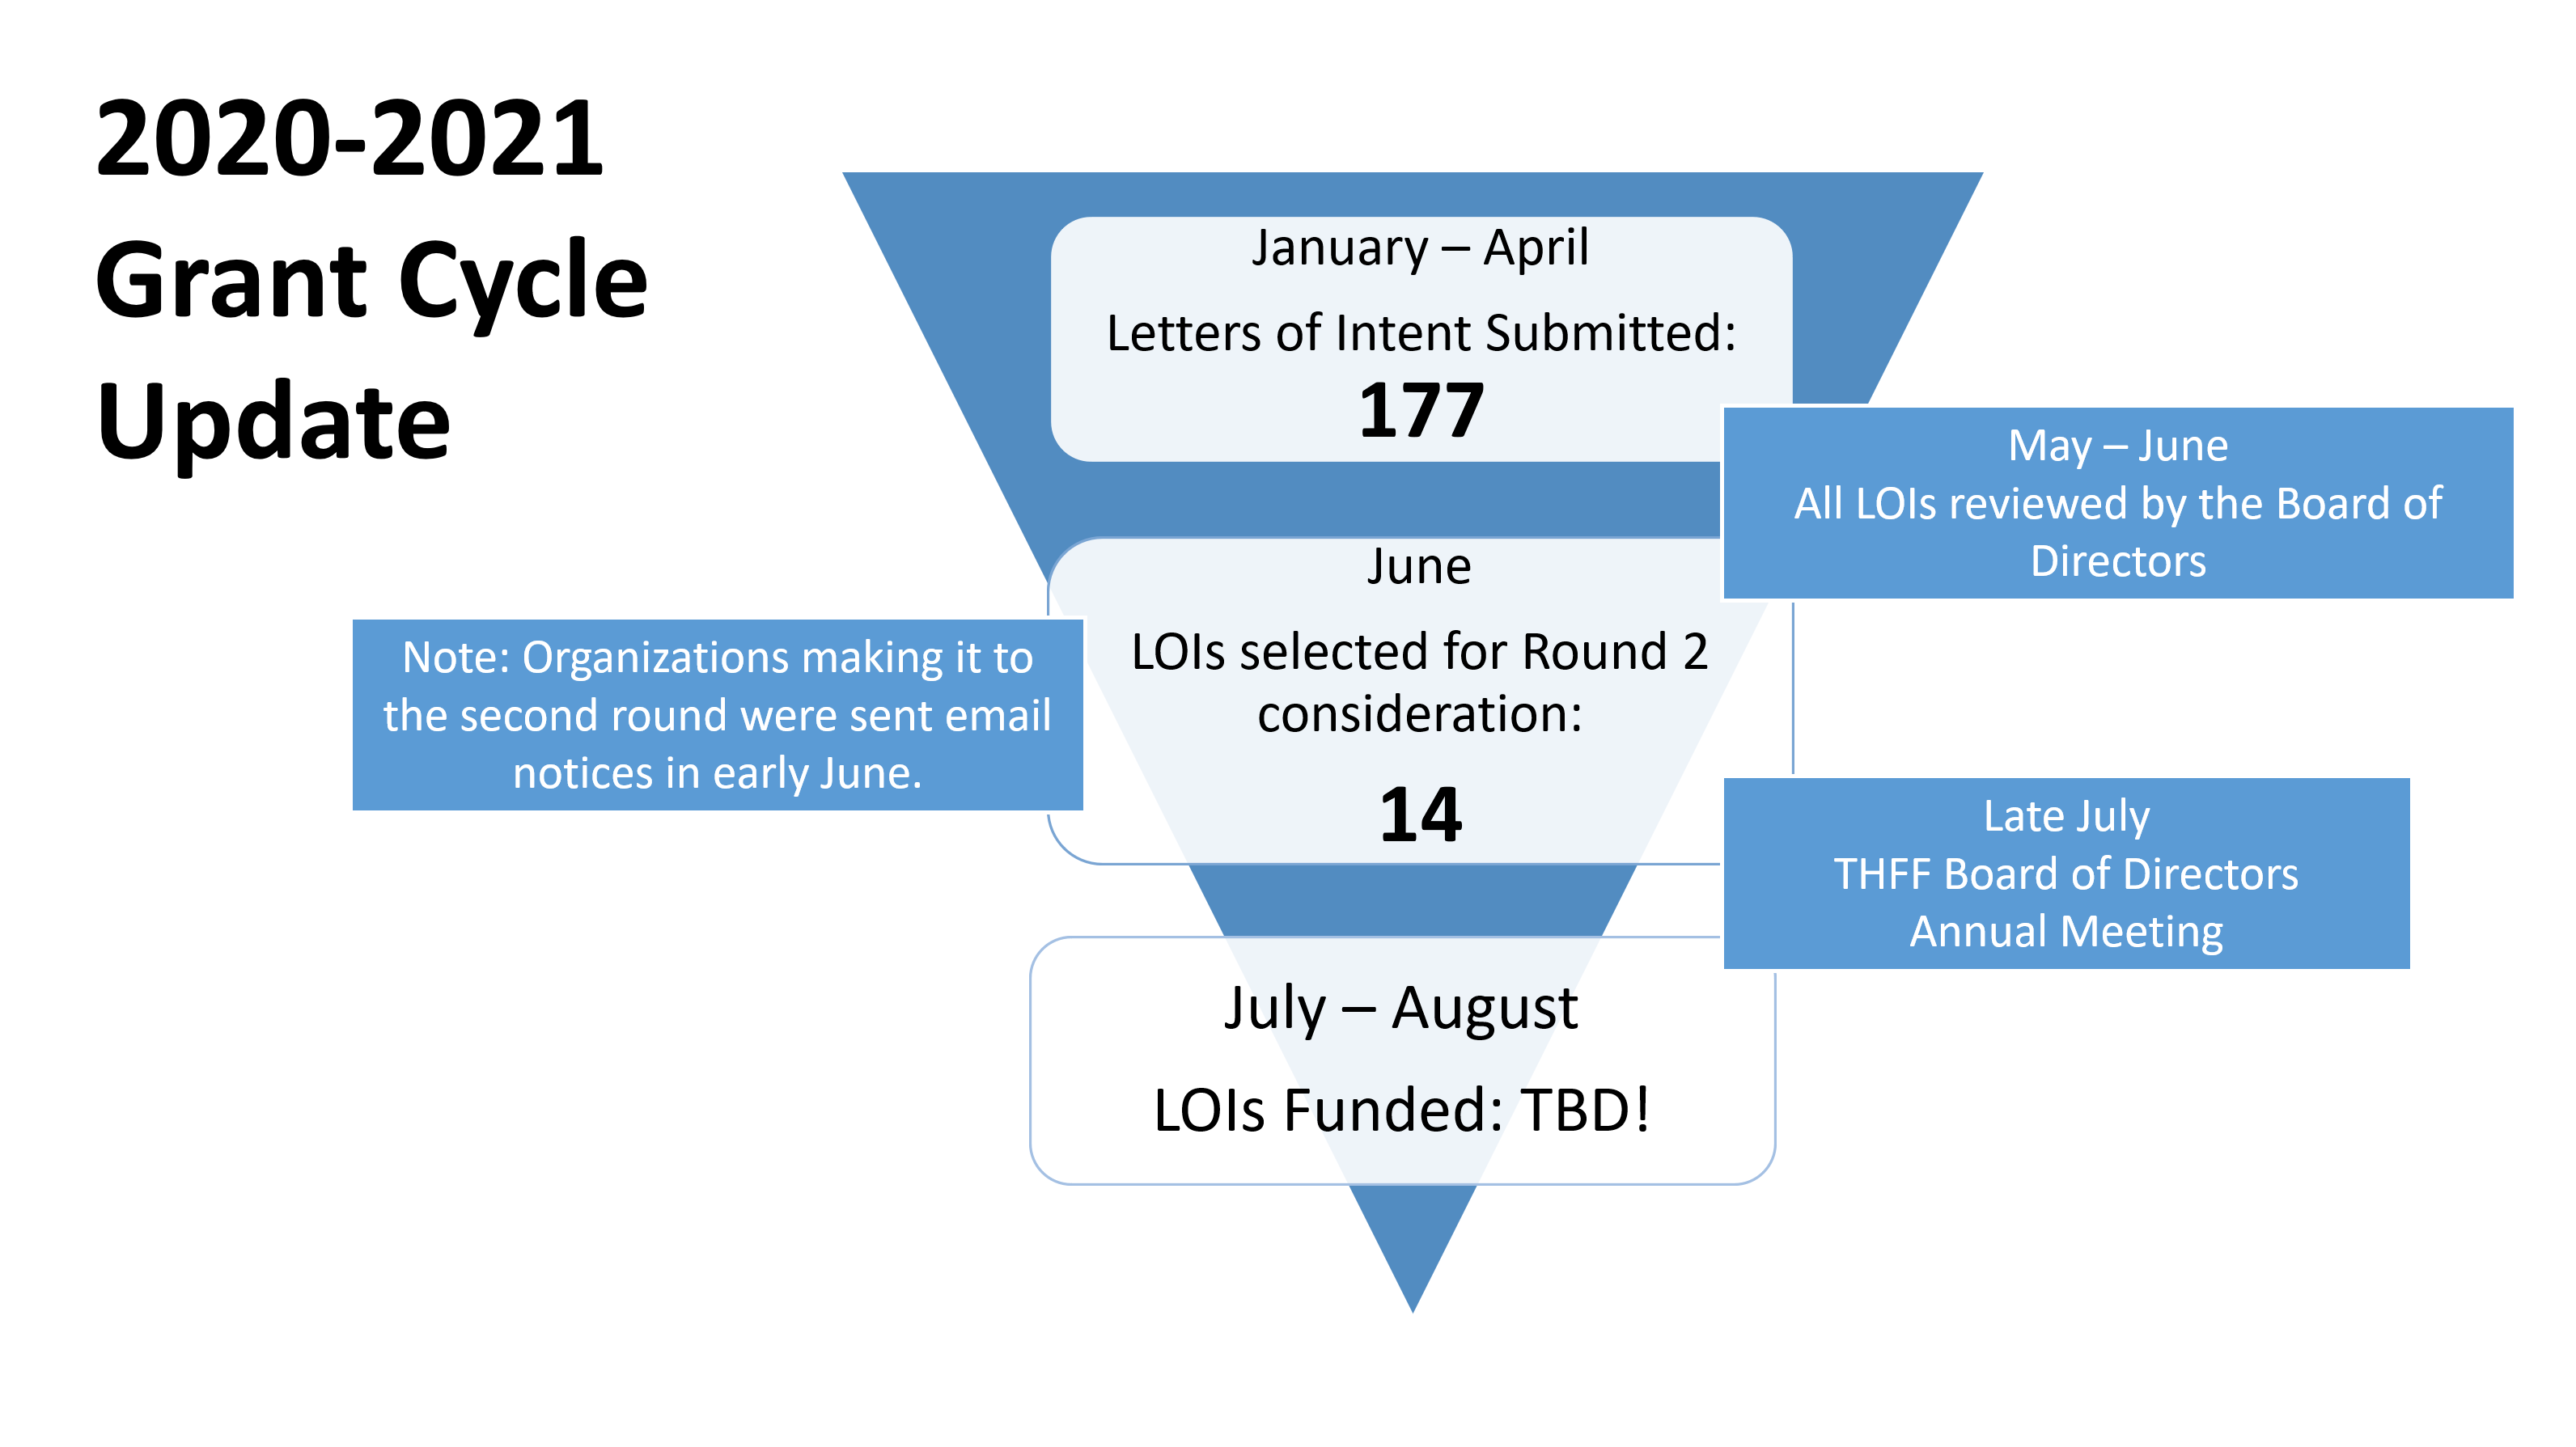 2020-2021
Grant Cycle
Update
January – April
Letters of Intent Submitted:
177
May – June
All LOIs reviewed by the Board of
Directors
June
LOIs selected for Round 2
consideration:
14
Note: Organizations making it to
the second round were sent email
notices in early June.
Late July
THFF Board of Directors
Annual Meeting
July – August
LOIs Funded: TBD!